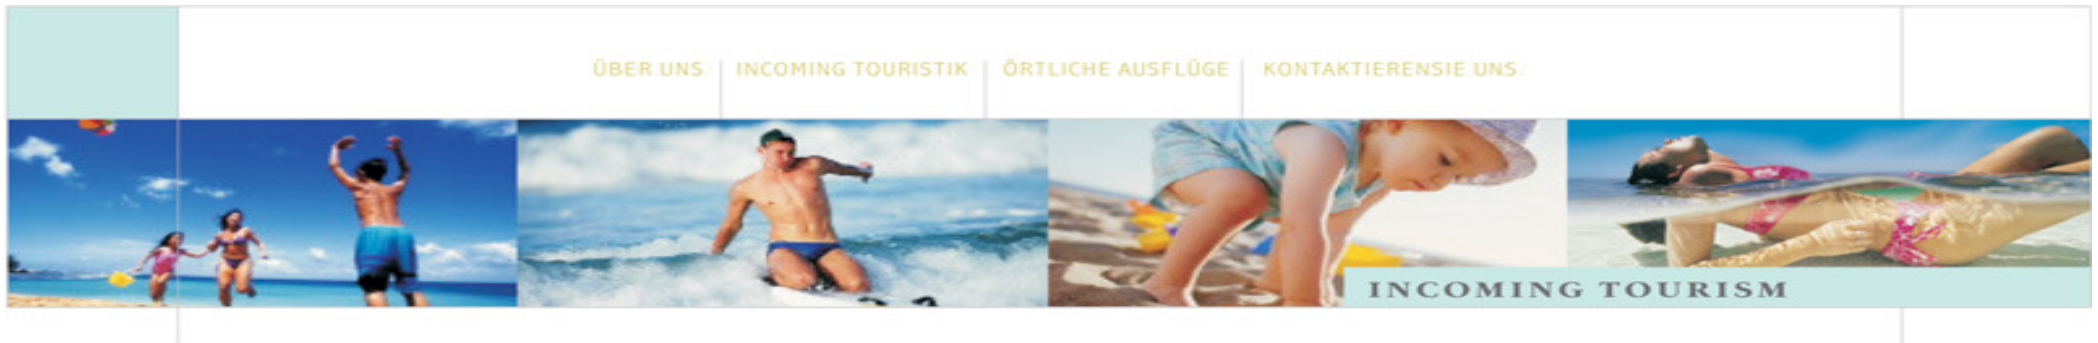 ÜBER UNS INCOMING TOURISTIK ÖRTLICHE AUSFLÜGE KONTAKTIERENSIE UNS
INCOMING TOURISM